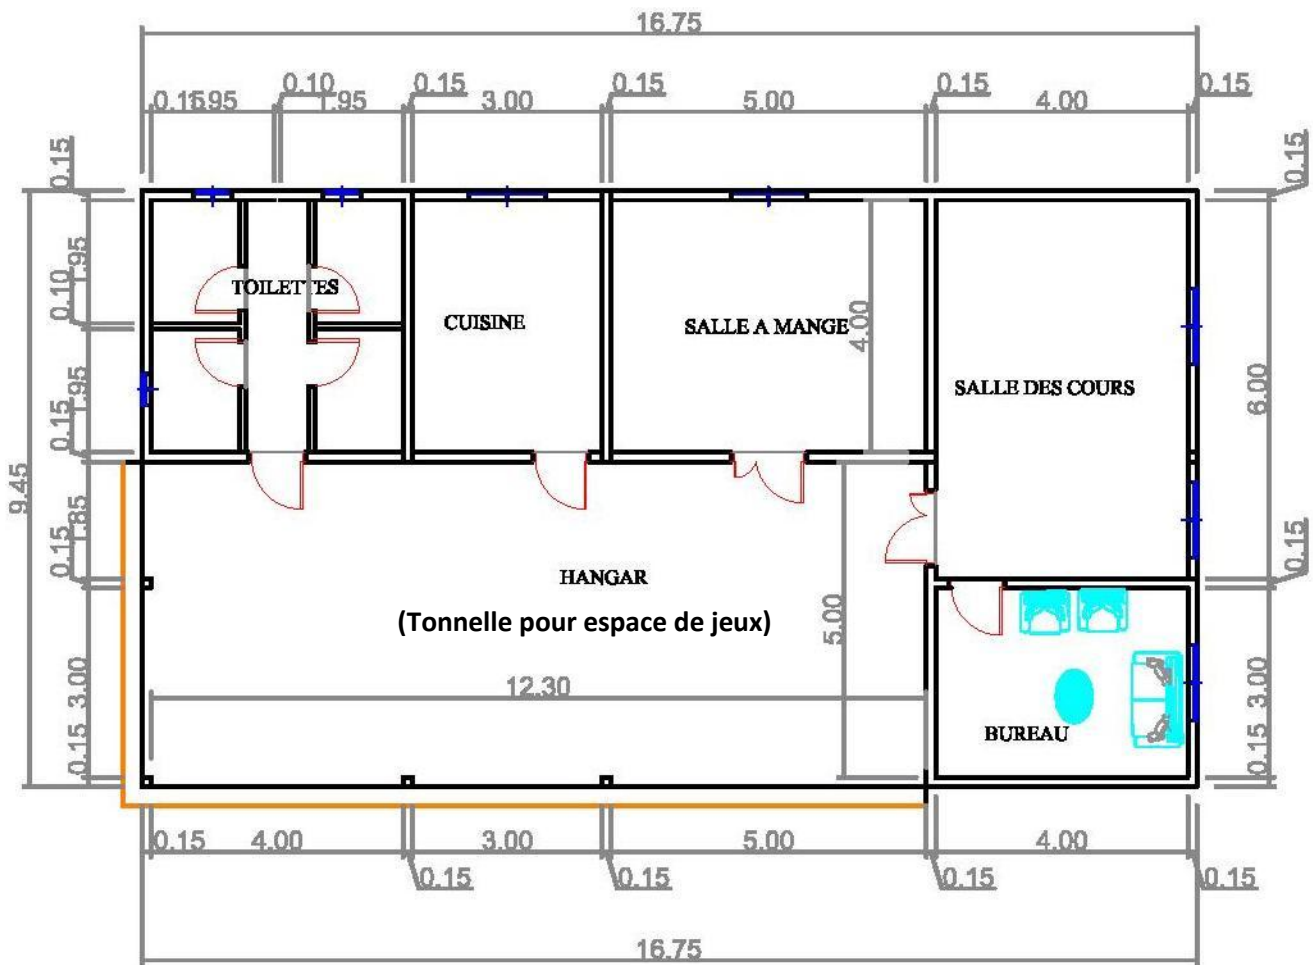 16.75
0.15 1.95 0.10 1.95 0.15 3.00 0.15 5.00 0.15 4.00 0.15
0.15
0.15
1.95
0.10
TOILETTES
CUISINE
SALLE A MANGE
4.00
SALLE DES COURS
6.00
1.95
0.15
9.45
1.85
0.15
HANGAR
0.15
(Tonnelle pour espace de jeux)
5.00
12.30
3.00
3.00
BUREAU
0.15
0.15
0.15 4.00 3.00 5.00 4.00
0.15 0.15 0.15 0.15
16.75